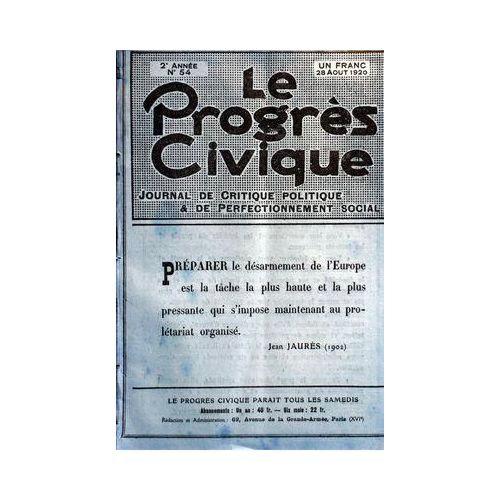 2e ANNÉE
N° 54
UN FRANC
28 AOUT 1920
Le
Progrès
Civique
JOURNAL DE CRITIQUE POLITIQUE
& DE PERFECTIONNEMENT SOCIAL
PRÉPARER le désarmement de l'Europe
est la tâche la plus haute et la plus
pressante qui s'impose maintenant au pro-
létariat organisé.
Jean JAURÈS (1902)
LE PROGRES CIVIQUE PARAIT TOUS LES SAMEDIS
Abonnements : Un an : 40 fr. — Six mois : 22 fr.
Rédaction et Administration : 69, Avenue de la Grande-Armée, Paris (XVIe)